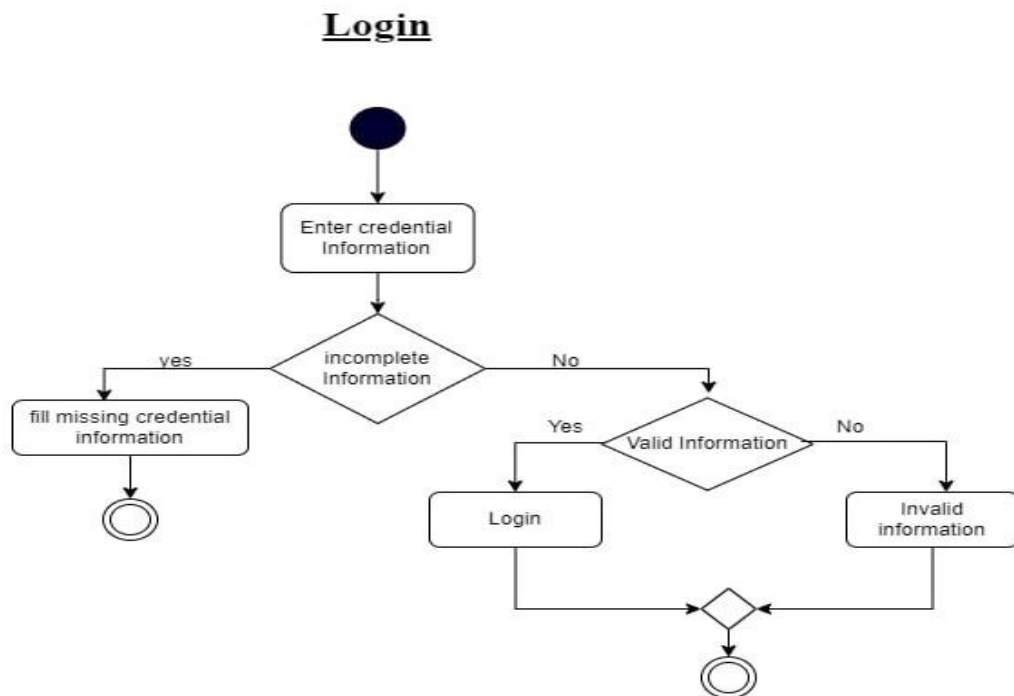 Login
Enter credential
Information
incomplete
Information
yes
No
fill missing credential
information
Valid Information
Yes
No
Login
Invalid
information